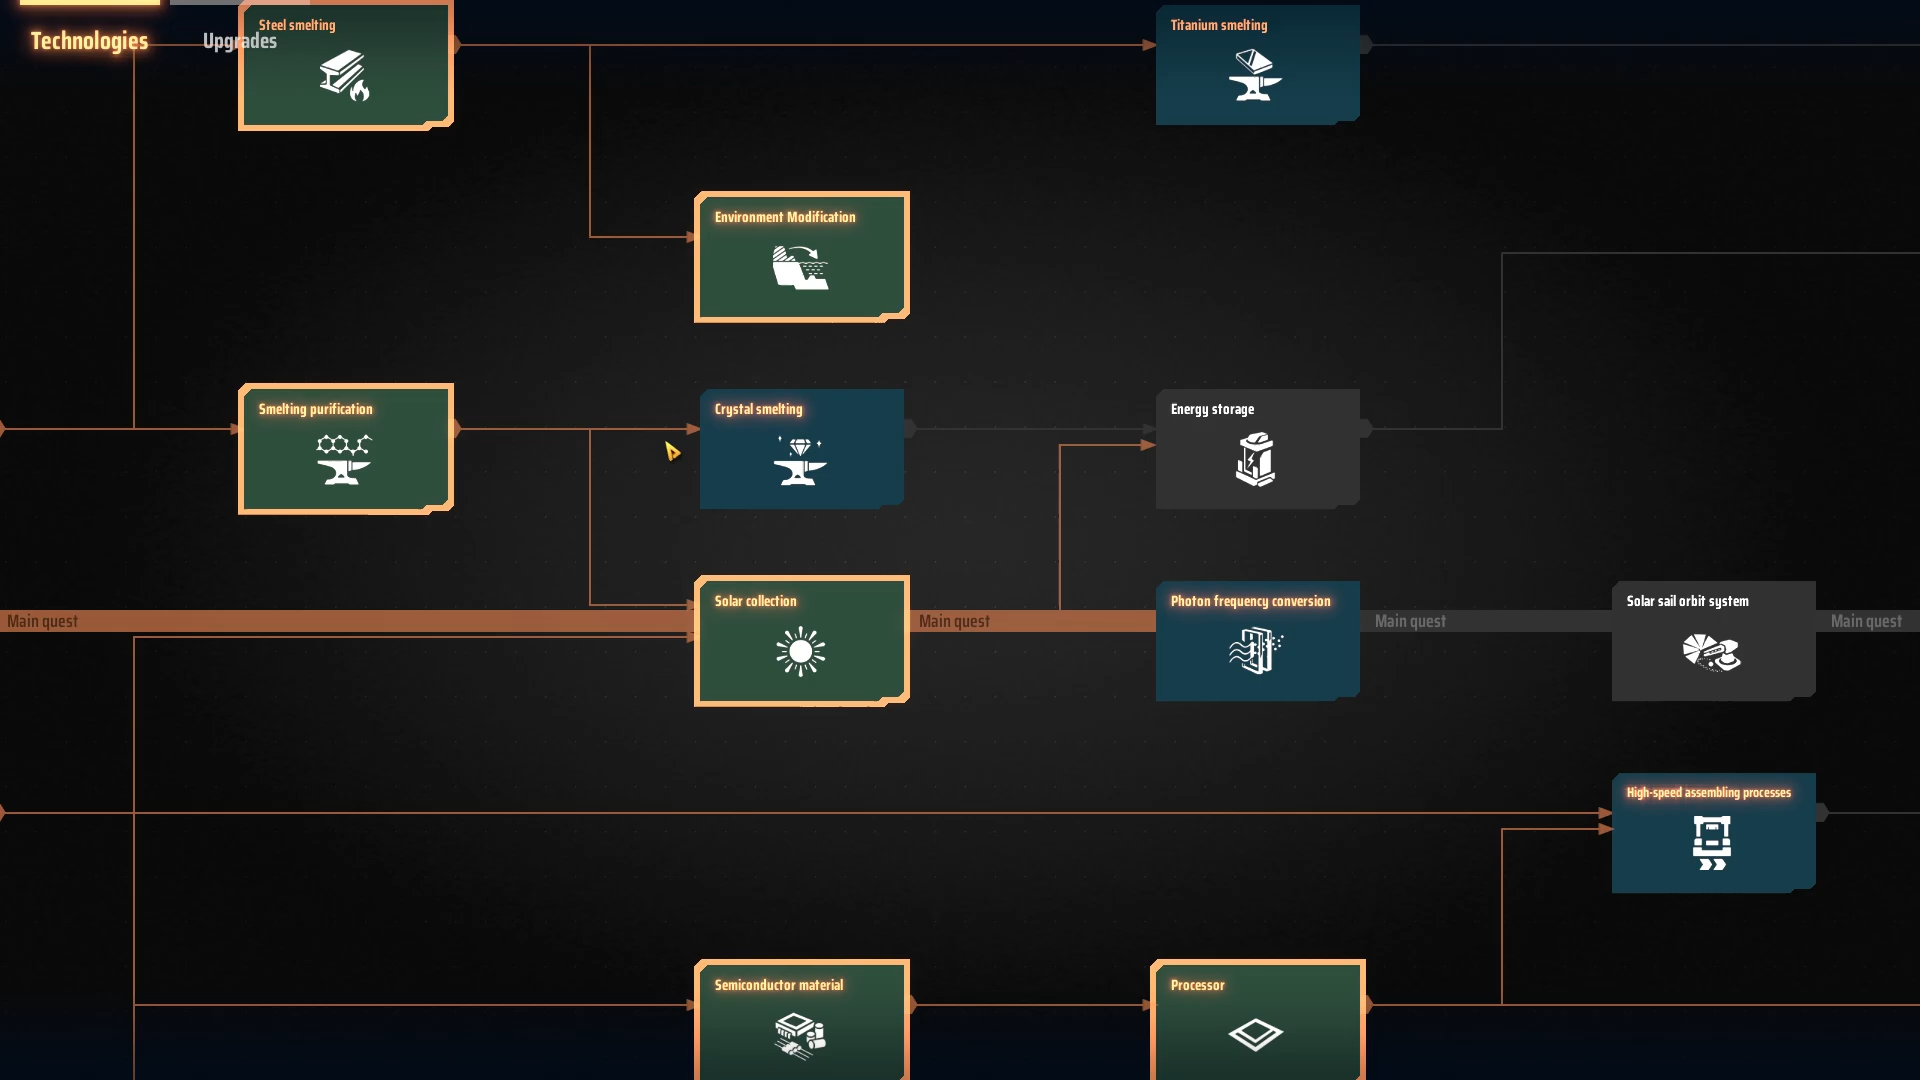 Technologies
Upgrades
Steel smelting
Titanium smelting
Environment Modification
Smelting purification
Crystal smelting
Energy storage
Main quest
Solar collection
Main quest
Photon frequency conversion
Main quest
Solar sail orbit system
Main quest
High-speed assembling processes
Semiconductor material
Processor